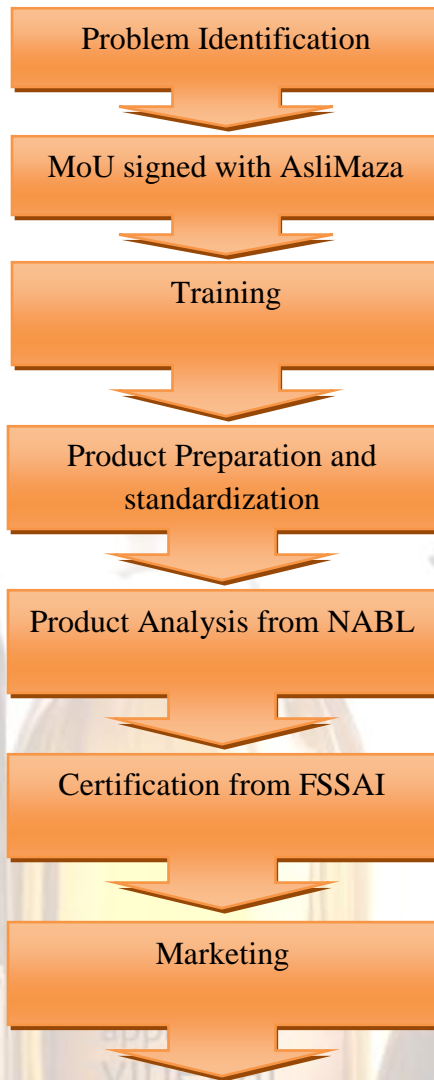 Problem Identification
MoU signed with AsliMaza
Training
Product Preparation and
standardization
Product Analysis from NABL
Certification from FSSAI
Marketing